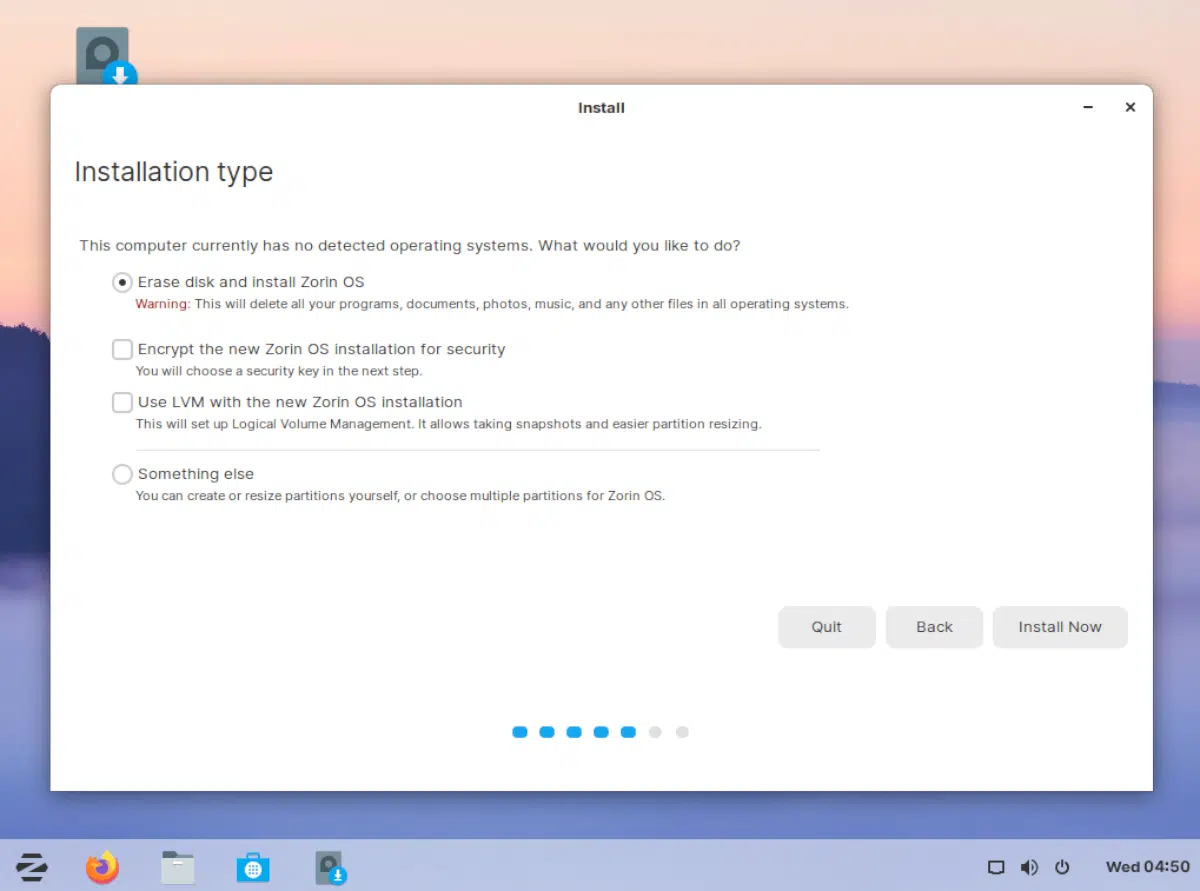 Install
Installation type
This computer currently has no detected operating systems. What would you like to do?
Erase disk and install Zorin OS
Warning: This will delete all your programs, documents, photos, music, and any other files in all operating systems.
Encrypt the new Zorin OS installation for security
You will choose a security key in the next step.
Use LVM with the new Zorin OS installation
This will set up Logical Volume Management. It allows taking snapshots and easier partition resizing.
Something else
You can create or resize partitions yourself, or choose multiple partitions for Zorin OS.
Quit Back Install Now
Wed 04:50